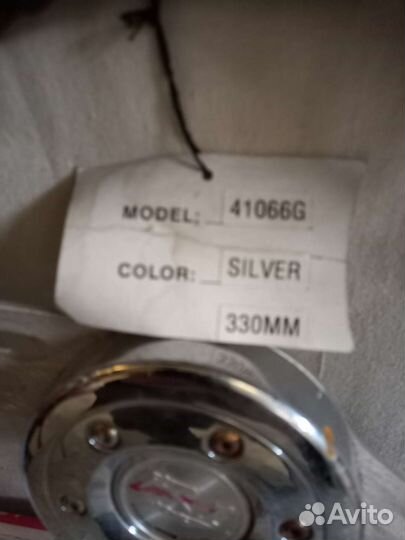 MODEL: 41066G
COLOR: SILVER
330MM
Avito